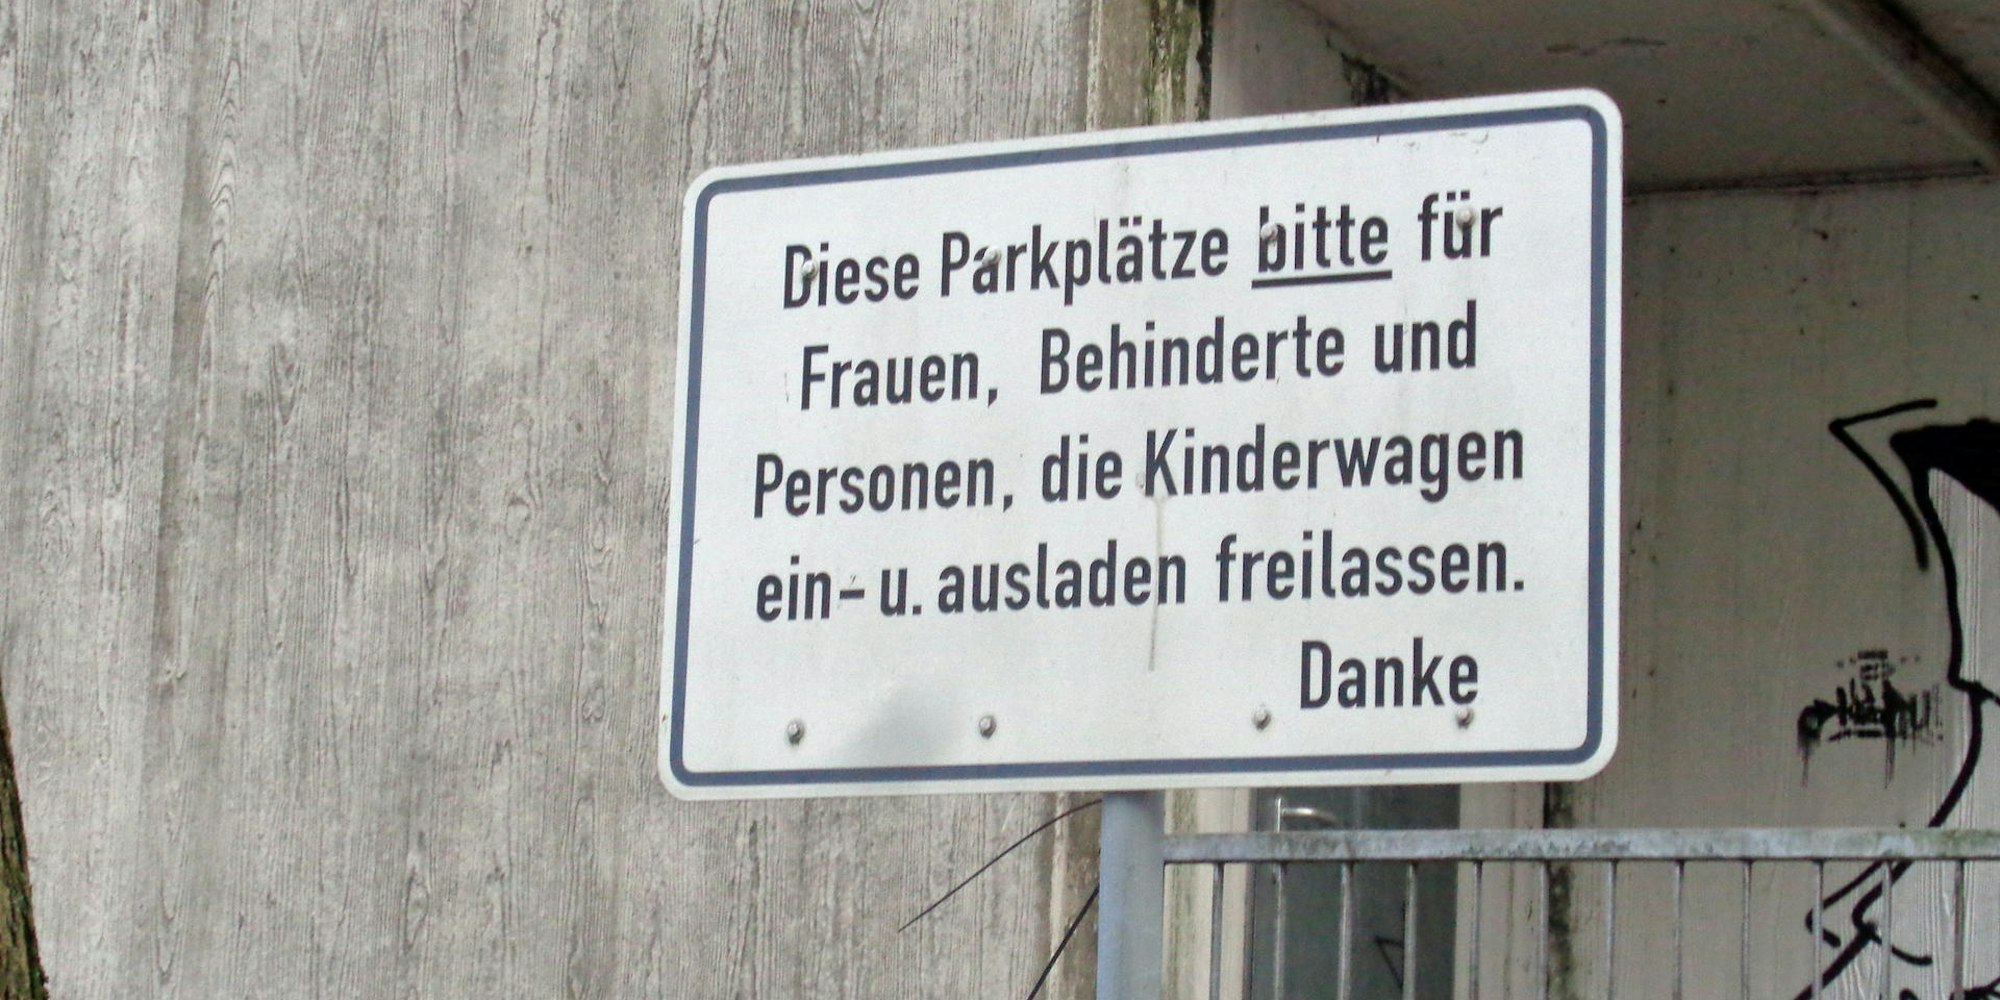 Diese Parkplätze bitte für
Frauen, Behinderte und
Personen, die Kinderwagen
ein- u. ausladen freilassen.
Danke